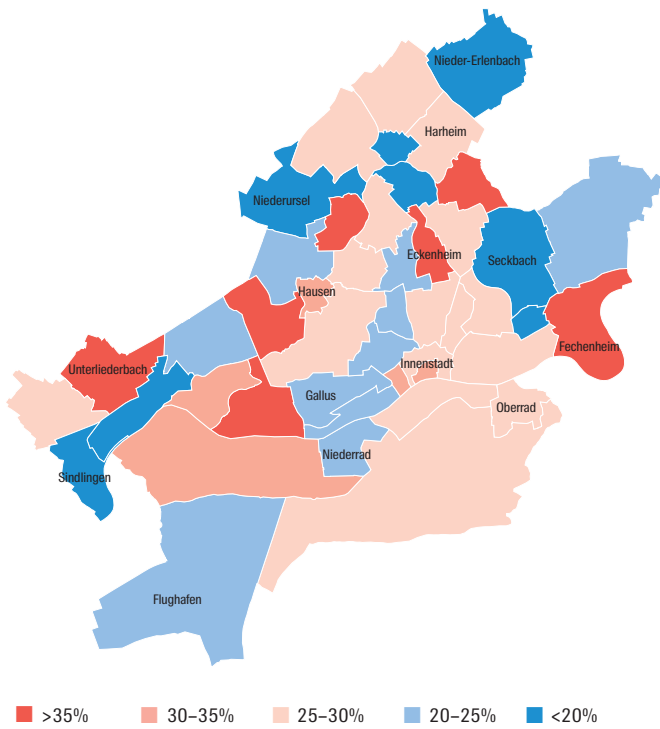 Nieder-Erlenbach
Harheim
Niederursel
Eckenheim
Seckbach
Hausen
Fechenheim
Innenstadt
Unterliederbach
Gallus
Oberrad
Niederrad
Sindlingen
Flughafen
>35% 30–35% 25–30% 20–25% <20%